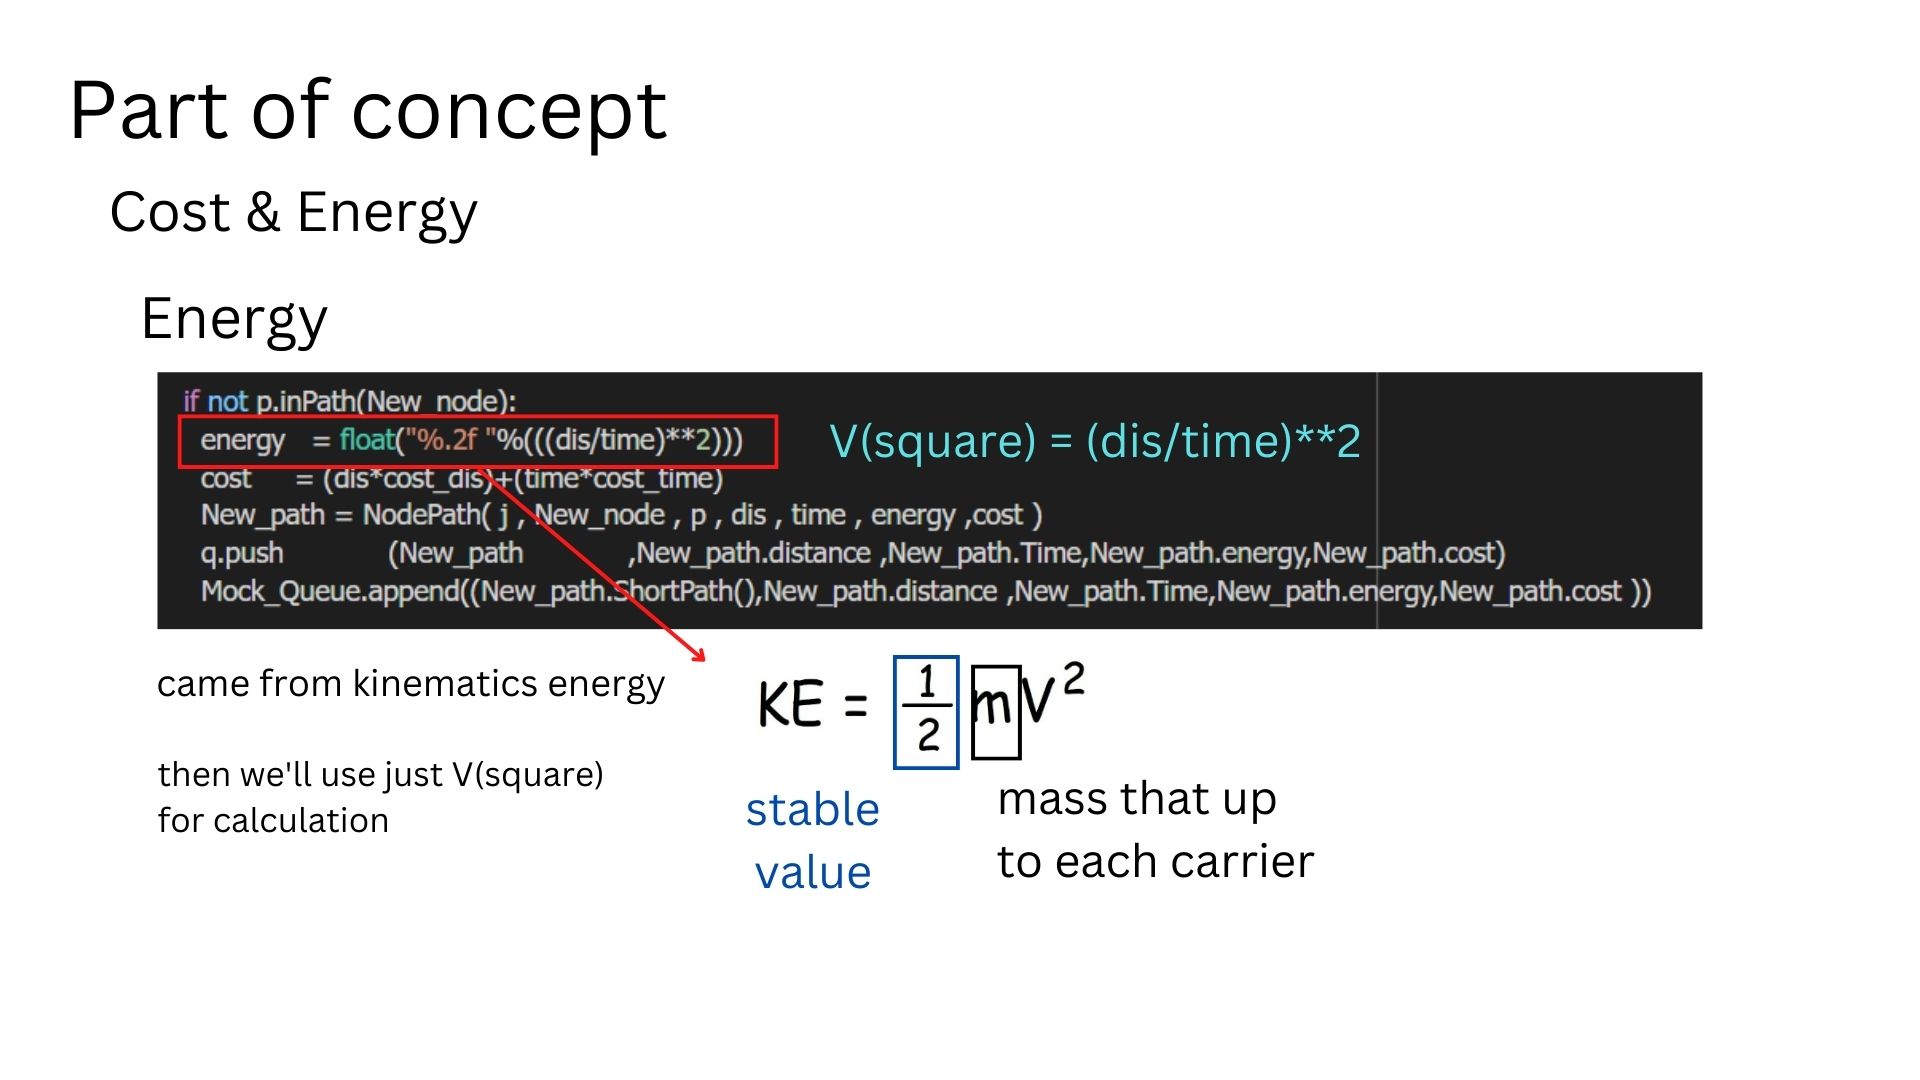 Part of concept
Cost & Energy
Energy
if not p.inPath(New_node):
energy = float("%.2f "%(((dis/time)**2)))
V(square) = (dis/time)**2
cost = (dis*cost_dis)+(time*cost_time)
New_path = NodePath( j , New_node , p , dis , time , energy ,cost )
q.push (New_path ,New_path.distance ,New_path.Time,New_path.energy,New_path.cost)
Mock_Queue.append((New_path.ShortPath(),New_path.distance ,New_path.Time,New_path.energy,New_path.cost ))
came from kinematics energy
KE = 1/2 mV²
then we'll use just V(square)
for calculation
stable
value
mass that up
to each carrier